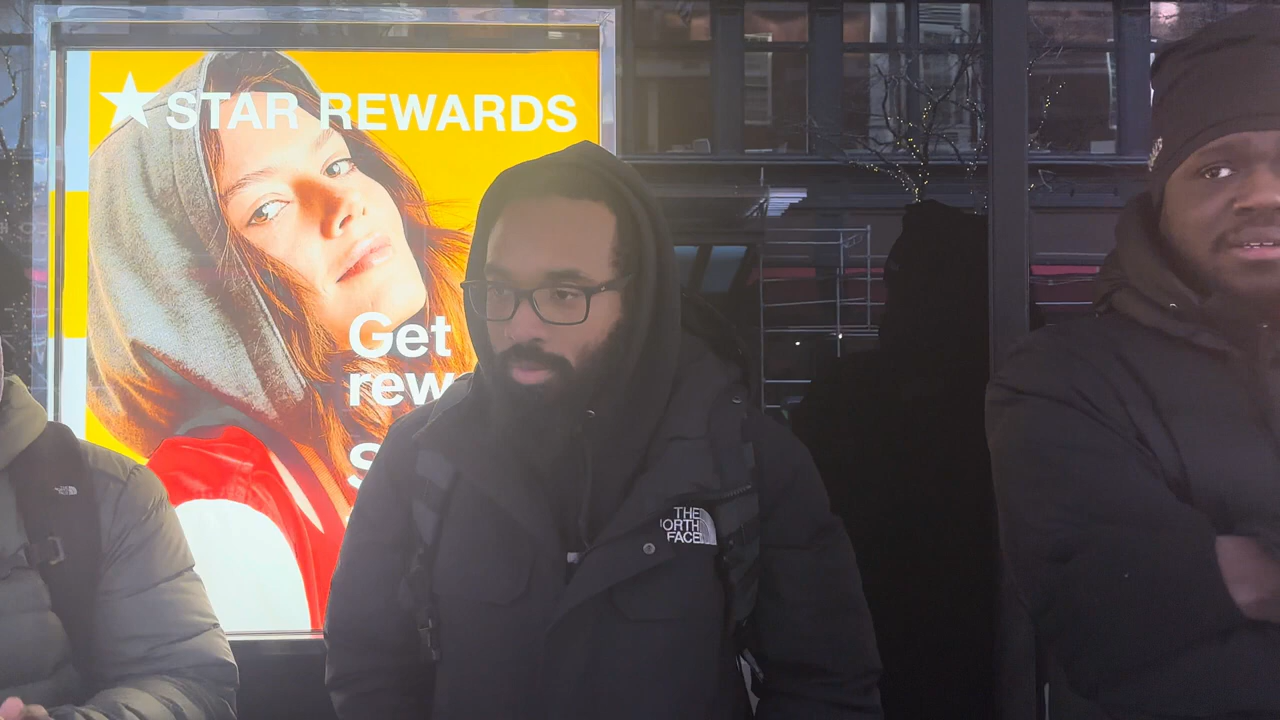 STAR REWARDS
Get
rew
S
THE
NORTH
FACE